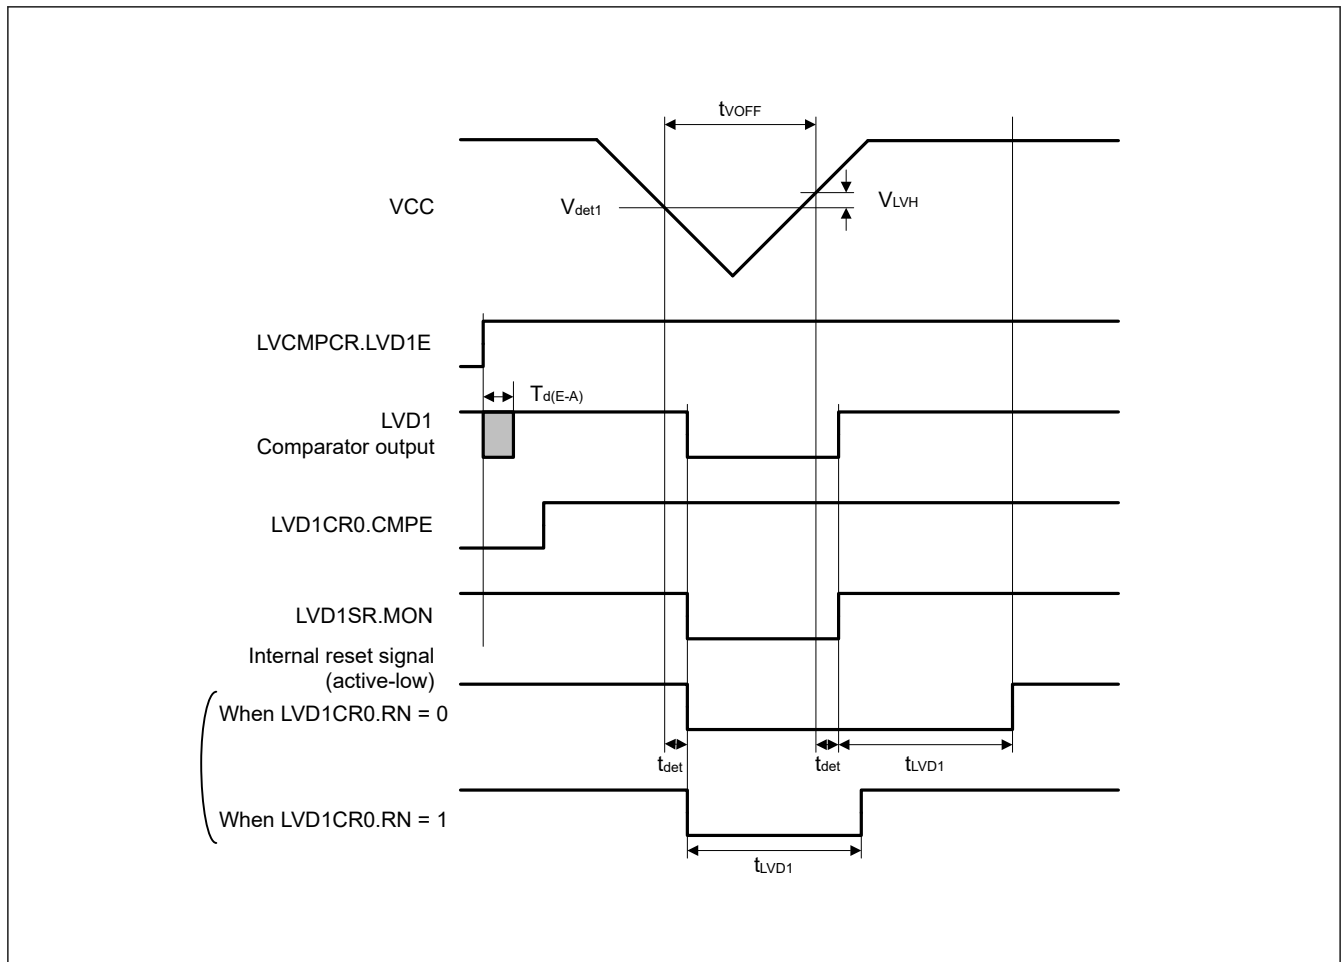 tVOFF
VCC
Vdet1
VLVH
LVCMPCR.LVD1E
Td(E-A)
LVD1
Comparator output
LVD1CR0.CMPE
LVD1SR.MON
Internal reset signal
(active-low)
When LVD1CR0.RN = 0
tdet
tdet
tLVD1
When LVD1CR0.RN = 1
tLVD1